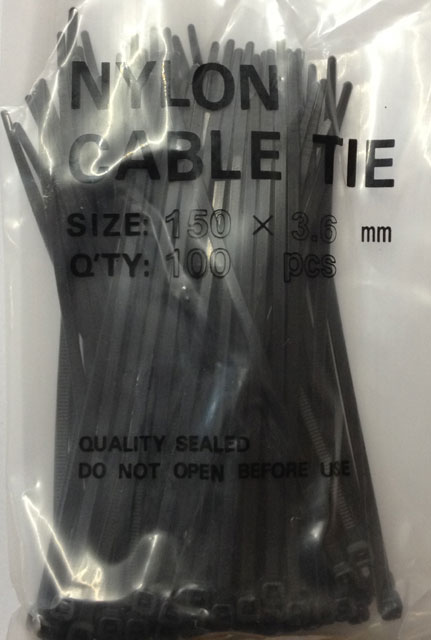 NYLON
CABLE TIE
SIZE: 150 × 3.6 mm
Q'TY: 100 pcs
QUALITY SEALED
DO NOT OPEN BEFORE USE